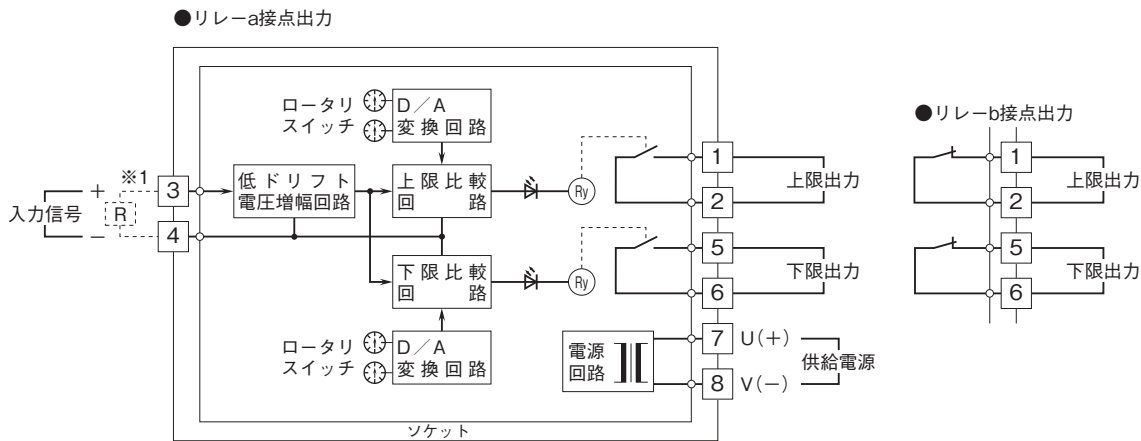 ●リレーa接点出力
ロータリ
スイッチ
D／A
変換回路
●リレーb接点出力
入力信号
＋
－
※1
R
3
4
低ドリフト
電圧増幅回路
上限比較
回路
Ry
1
2
上限出力
1
2
上限出力
下限比較
回路
Ry
5
6
下限出力
5
6
下限出力
ロータリ
スイッチ
D／A
変換回路
電源
回路
7
8
U(＋)
V(－)
供給電源
ソケット